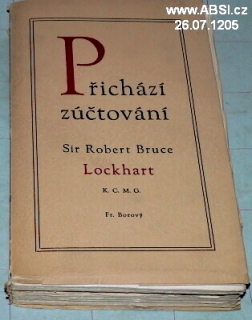 www.ABSI.cz
26.07.1205
Přichází
zúčtování
Sir Robert Bruce
Lockhart
K. C. M. G.
Fr. Borový